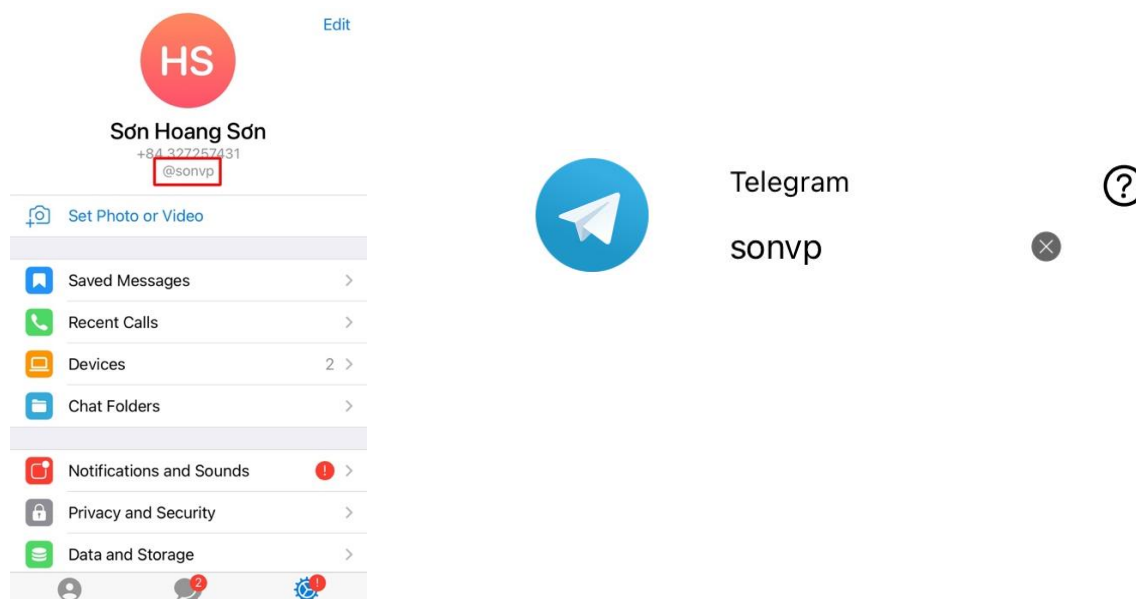 Edit
HS
Sơn Hoang Sơn
+84 327257431
@sonvp
Set Photo or Video
Saved Messages
Recent Calls
Devices 2
Chat Folders
Notifications and Sounds !
Privacy and Security
Data and Storage
2 !
Telegram ?
sonvp